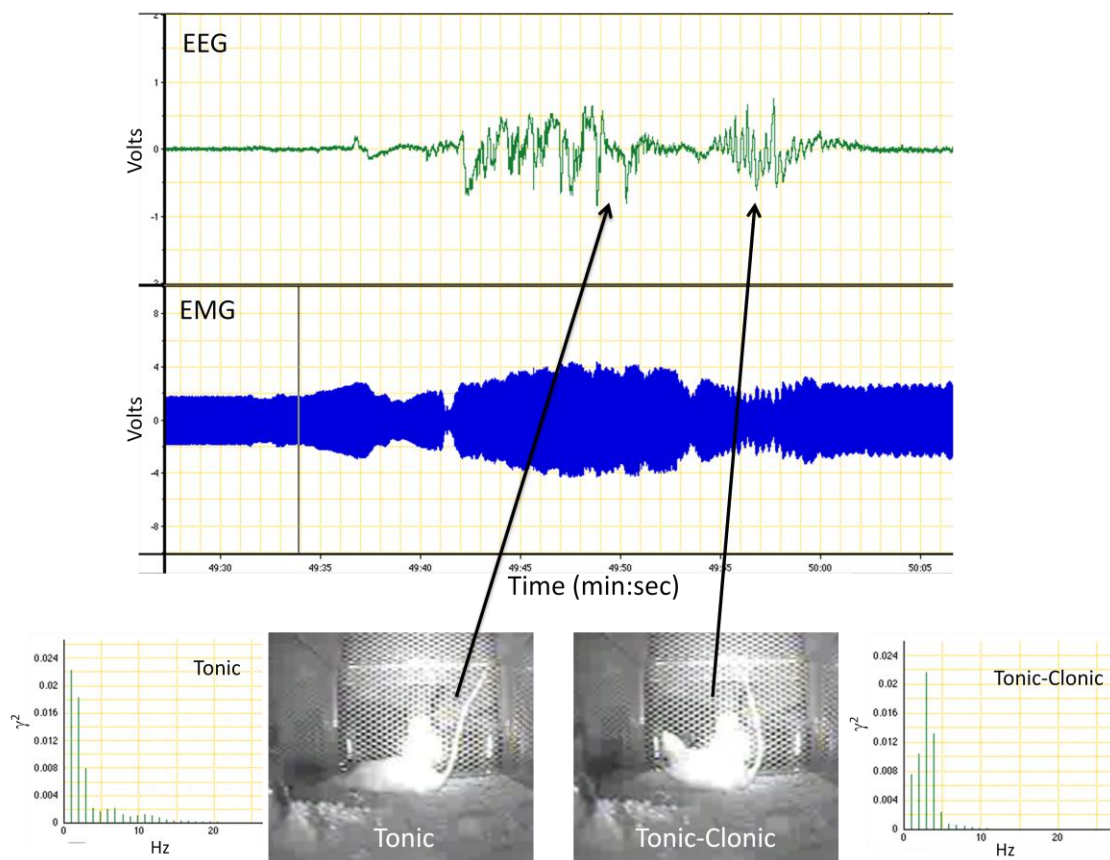 EEG
2
1
0
-1
-2
Volts
EMG
8
4
0
-4
-8
Volts
49:30
49:35
49:40
49:45
49:50
49:55
50:00
50:05
Time (min:sec)
Tonic
0.024
0.02
0.016
0.012
0.008
0.004
0
γ²
0
10
20
Hz
Tonic
Tonic-Clonic
Tonic-Clonic
0.024
0.02
0.016
0.012
0.008
0.004
0
γ²
0
10
20
Hz